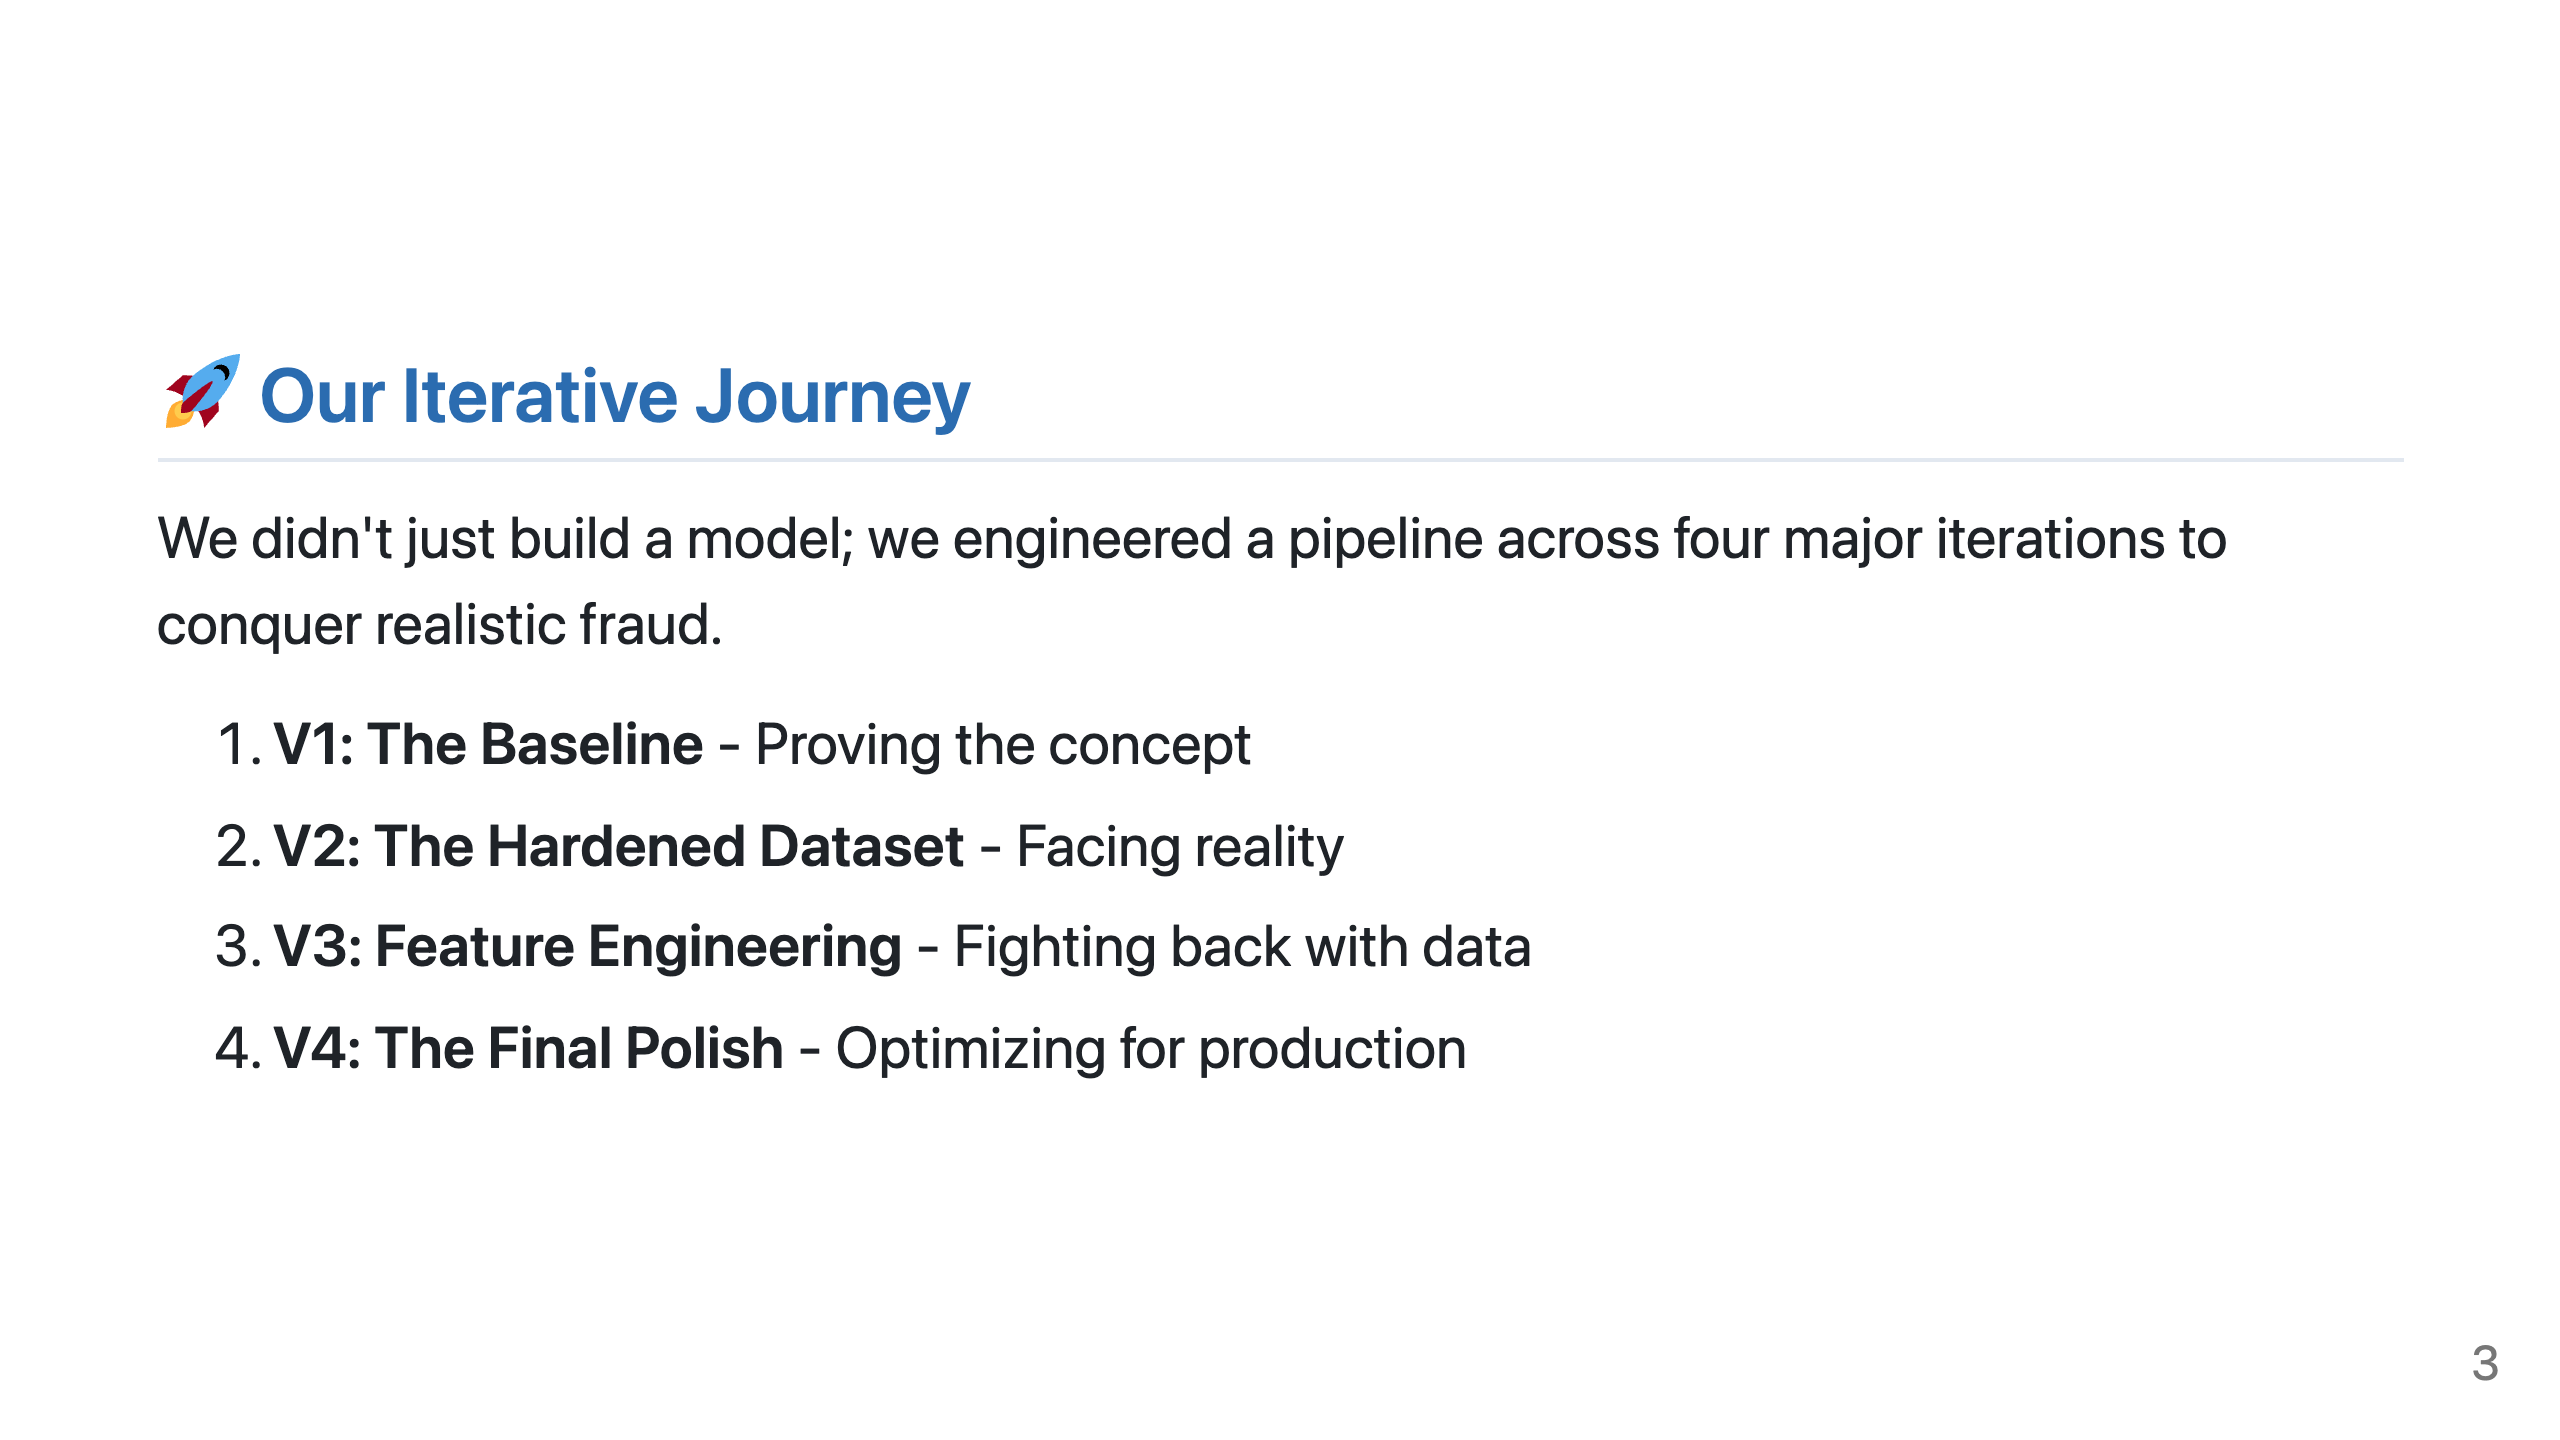 🚀 Our Iterative Journey
We didn't just build a model; we engineered a pipeline across four major iterations to
conquer realistic fraud.
1. V1: The Baseline - Proving the concept
2. V2: The Hardened Dataset - Facing reality
3. V3: Feature Engineering - Fighting back with data
4. V4: The Final Polish - Optimizing for production
3